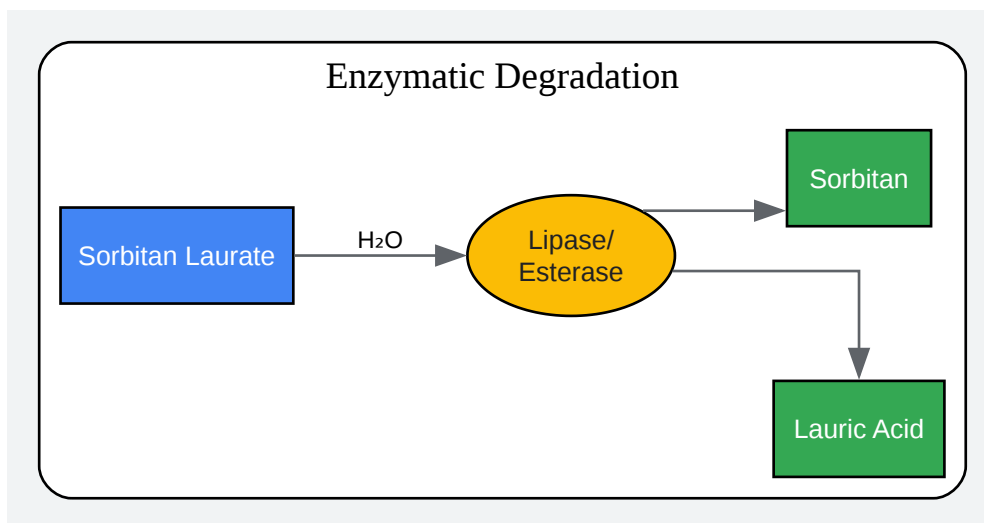 Enzymatic Degradation
Sorbitan Laurate
H₂O
Lipase/
Esterase
Sorbitan
Lauric Acid